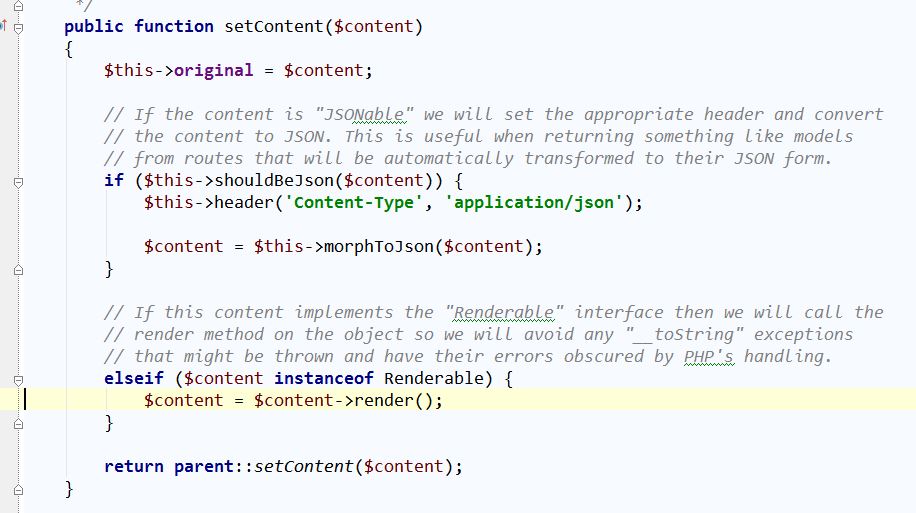 */
public function setContent($content)
{
$this->original = $content;
// If the content is "JSONable" we will set the appropriate header and convert
// the content to JSON. This is useful when returning something like models
// from routes that will be automatically transformed to their JSON form.
if ($this->shouldBeJson($content)) {
$this->header('Content-Type', 'application/json');
$content = $this->morphToJson($content);
}
// If this content implements the "Renderable" interface then we will call the
// render method on the object so we will avoid any "__toString" exceptions
// that might be thrown and have their errors obscured by PHP's handling.
elseif ($content instanceof Renderable) {
$content = $content->render();
}
return parent::setContent($content);
}